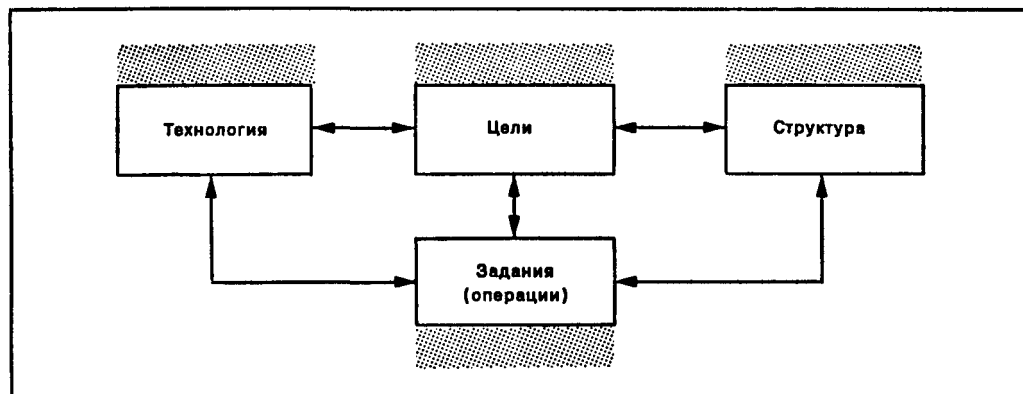 Технология
Цели
Структура
Задания
(операции)